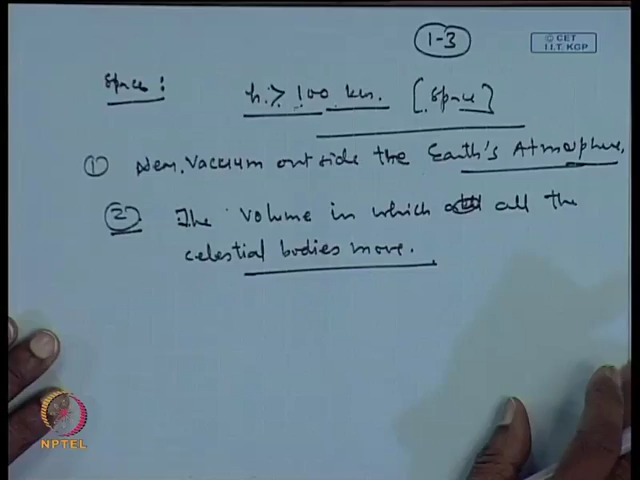 1-3
© CET
I.I.T. KGP
Space:
h ≥ 100 km. [Space]
① Near Vacuum outside the Earth's Atmosphere.
② The volume in which all the
celestial bodies move.
NPTEL